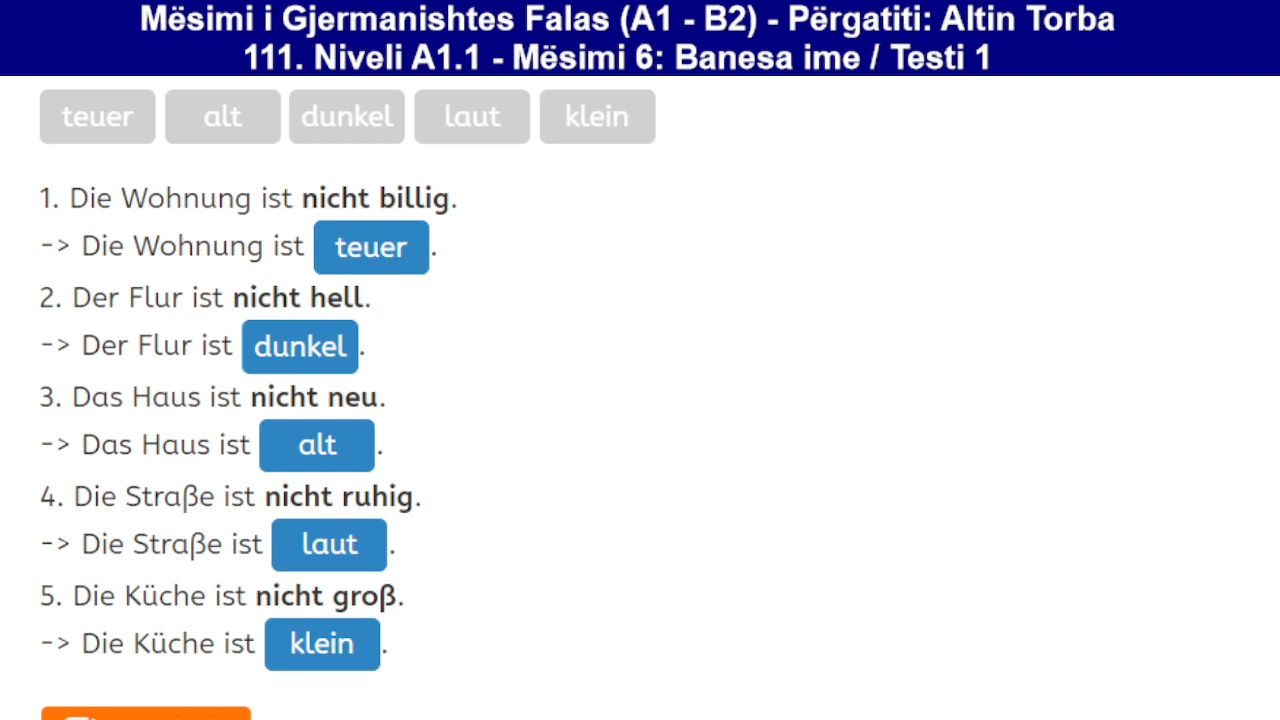 Mësimi i Gjermanishtes Falas (A1 - B2) - Përgatiti: Altin Torba
111. Niveli A1.1 - Mësimi 6: Banesa ime / Testi 1
teuer alt dunkel laut klein
1. Die Wohnung ist nicht billig.
-> Die Wohnung ist teuer.
2. Der Flur ist nicht hell.
-> Der Flur ist dunkel.
3. Das Haus ist nicht neu.
-> Das Haus ist alt.
4. Die Straße ist nicht ruhig.
-> Die Straße ist laut.
5. Die Küche ist nicht groß.
-> Die Küche ist klein.